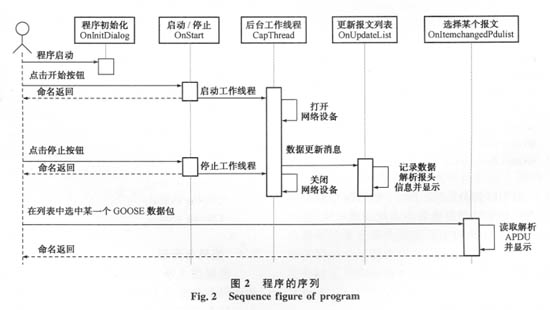 程序初始化
OnInitDialog
启动/停止
OnStart
后台工作线程
CapThread
更新报文列表
OnUpdateList
选择某个报文
OnItemchangedPdulist
程序启动
点击开始按钮
命名返回
启动工作线程
打开
网络设备
数据更新消息
点击停止按钮
命名返回
停止工作线程
记录数据
解析报头
信息并显示
关闭
网络设备
在列表中选中某一个 GOOSE 数据包
读取解析
APDU
并显示
命名返回
图 2 程序的序列
Fig. 2 Sequence figure of program